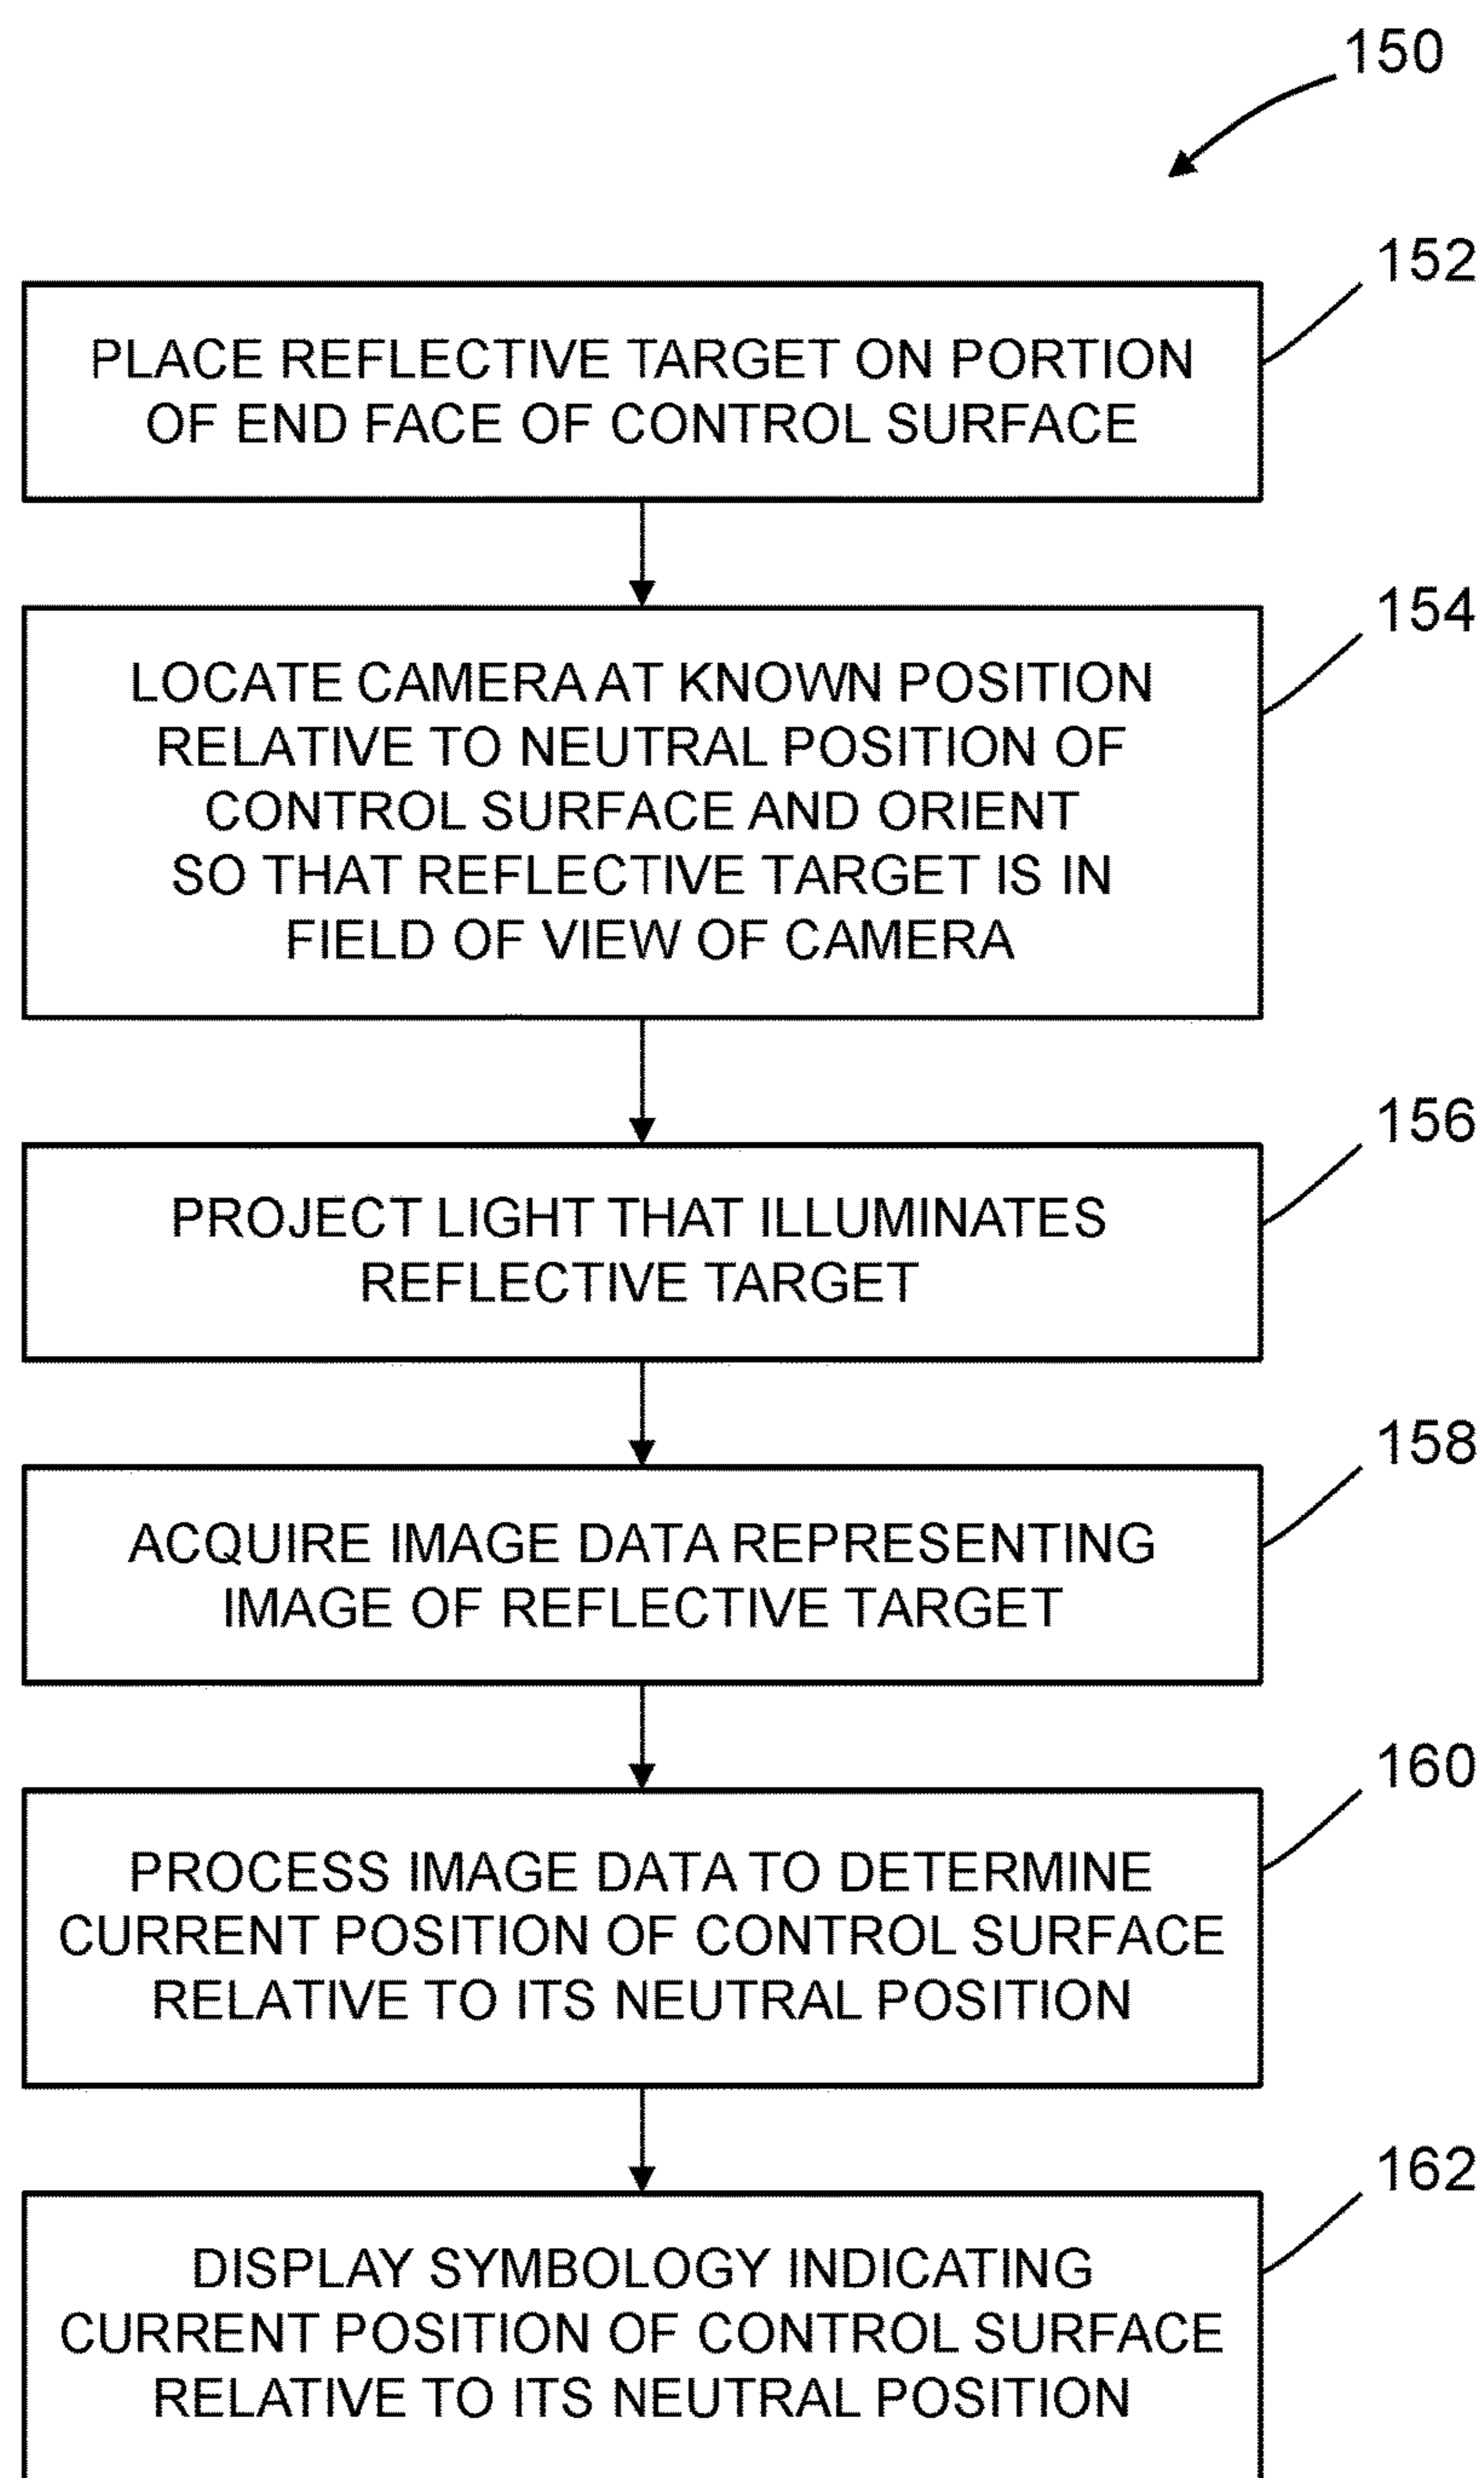 150
152
PLACE REFLECTIVE TARGET ON PORTION
OF END FACE OF CONTROL SURFACE
154
LOCATE CAMERA AT KNOWN POSITION
RELATIVE TO NEUTRAL POSITION OF
CONTROL SURFACE AND ORIENT
SO THAT REFLECTIVE TARGET IS IN
FIELD OF VIEW OF CAMERA
156
PROJECT LIGHT THAT ILLUMINATES
REFLECTIVE TARGET
158
ACQUIRE IMAGE DATA REPRESENTING
IMAGE OF REFLECTIVE TARGET
160
PROCESS IMAGE DATA TO DETERMINE
CURRENT POSITION OF CONTROL SURFACE
RELATIVE TO ITS NEUTRAL POSITION
162
DISPLAY SYMBOLOGY INDICATING
CURRENT POSITION OF CONTROL SURFACE
RELATIVE TO ITS NEUTRAL POSITION